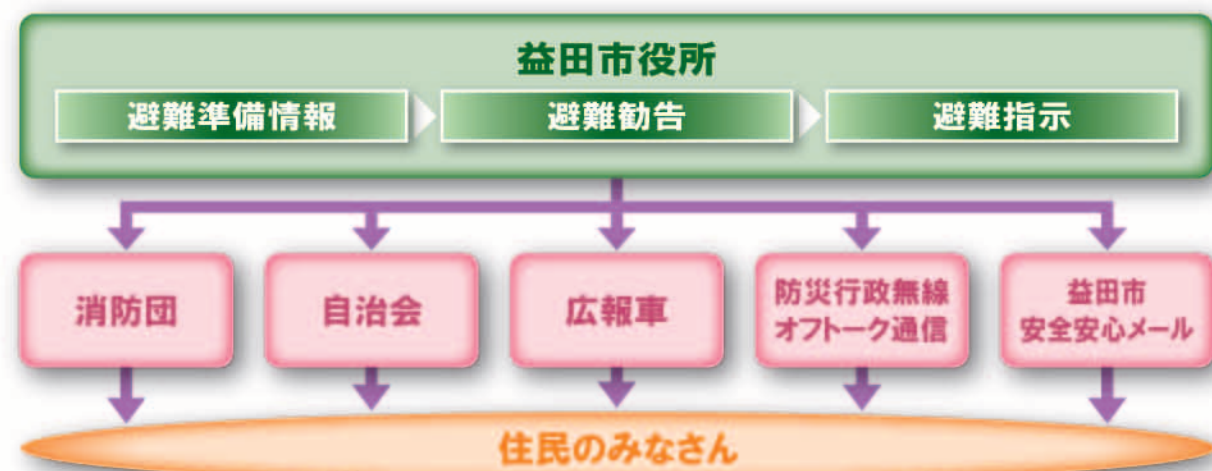 益田市役所
避難準備情報
避難勧告
避難指示
消防団
自治会
広報車
防災行政無線
オフトーク通信
益田市
安全安心メール
住民のみなさん